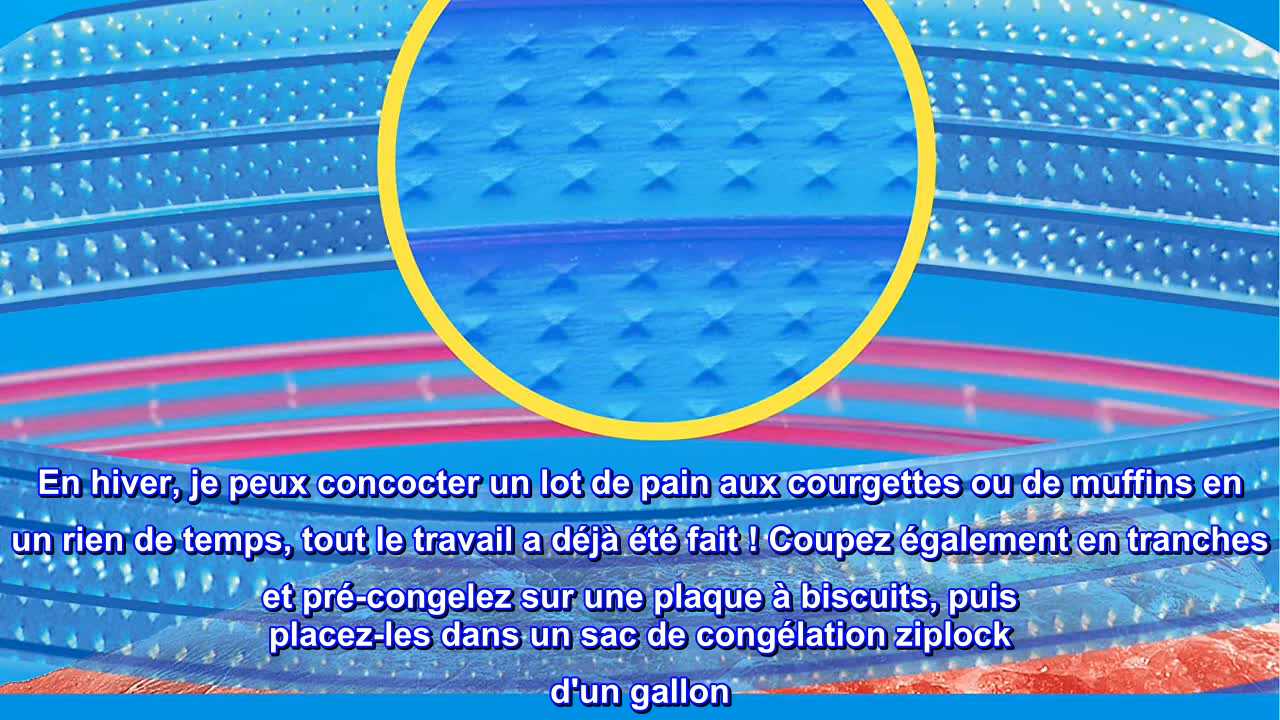 En hiver, je peux concocter un lot de pain aux courgettes ou de muffins en
un rien de temps, tout le travail a déjà été fait ! Coupez également en tranches
et pré-congelez sur une plaque à biscuits, puis
placez-les dans un sac de congélation ziplock
d'un gallon